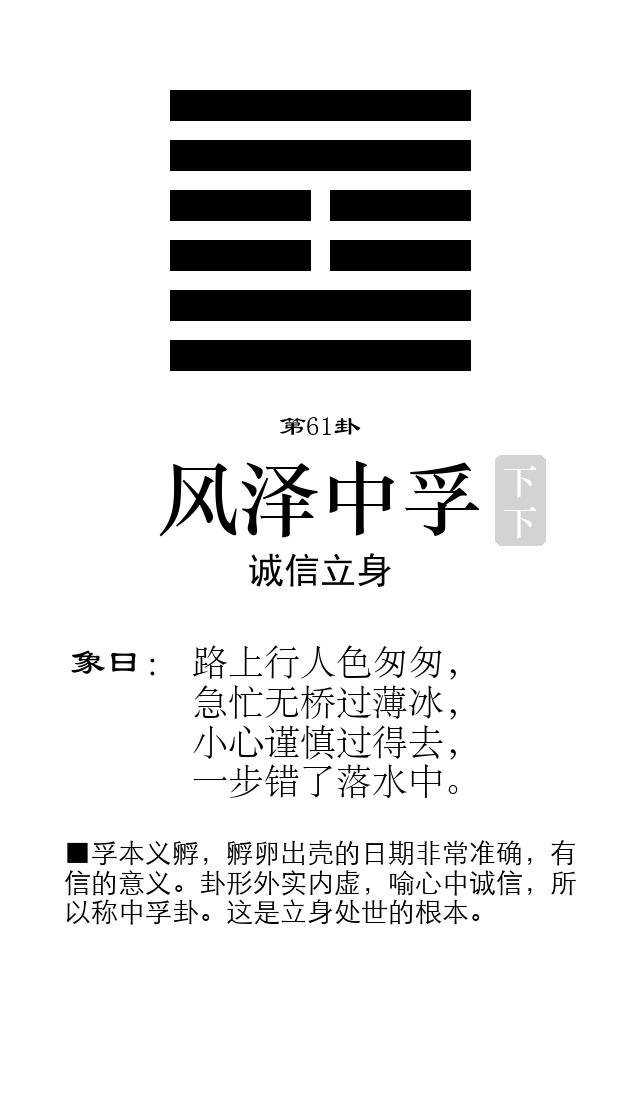 第61卦
风泽中孚
下下
诚信立身
象曰： 路上行人色匆匆，
急忙无桥过薄冰，
小心谨慎过得去，
一步错了落水中。
■孚本义孵，孵卵出壳的日期非常准确，有
信的意义。卦形外实内虚，喻心中诚信，所
以称中孚卦。这是立身处世的根本。